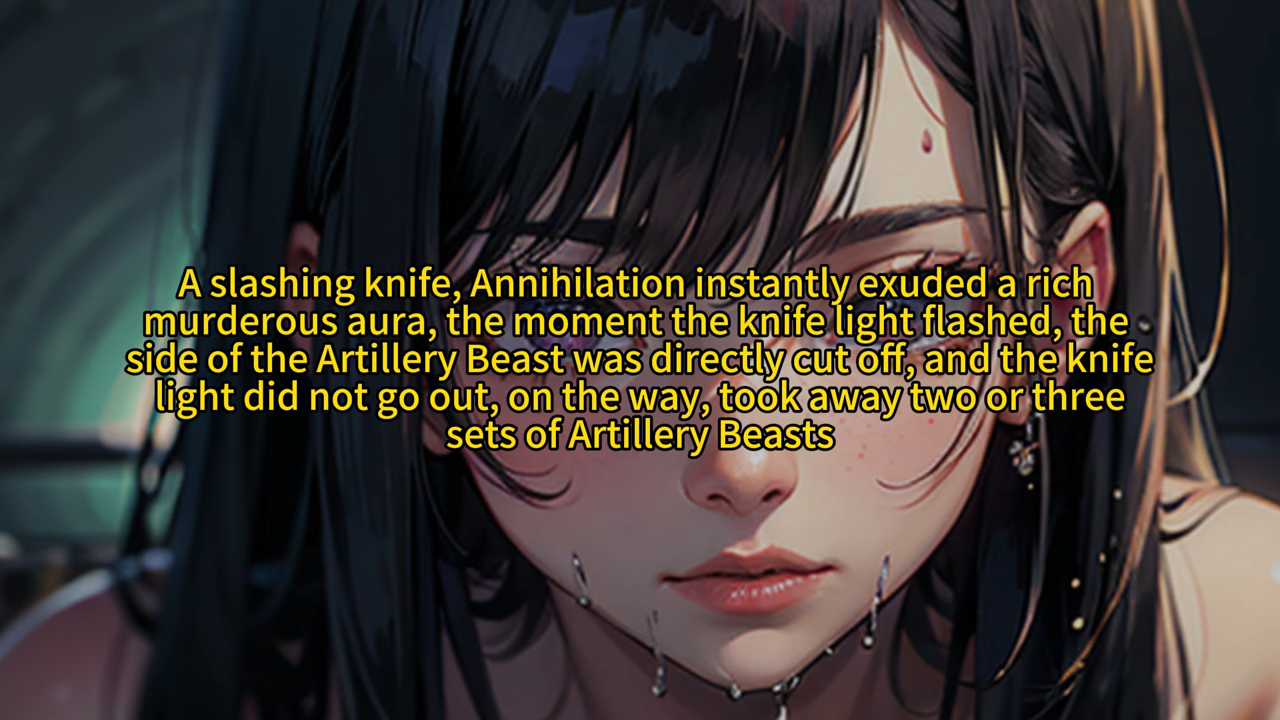 A slashing knife, Annihilation instantly exuded a rich
murderous aura, the moment the knife light flashed, the
side of the Artillery Beast was directly cut off, and the knife
light did not go out, on the way, took away two or three
sets of Artillery Beasts